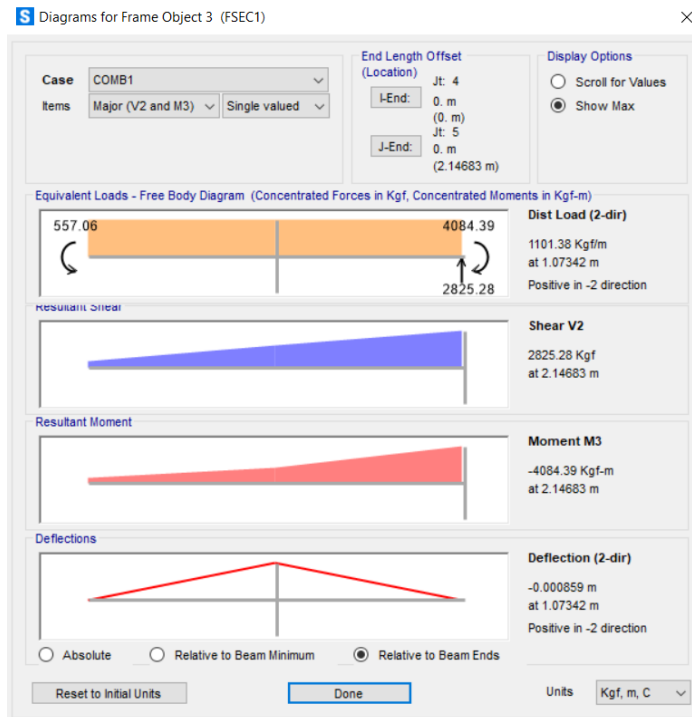 S Diagrams for Frame Object 3 (FSEC1)
Case COMB1
Items Major (V2 and M3) Single valued
End Length Offset
(Location)
Jt: 4
I-End: 0. m
(0. m)
Jt: 5
J-End: 0. m
(2.14683 m)
Display Options
Scroll for Values
Show Max
Equivalent Loads - Free Body Diagram (Concentrated Forces in Kgf, Concentrated Moments in Kgf-m)
557.06
4084.39
2825.28
Dist Load (2-dir)
1101.38 Kgf/m
at 1.07342 m
Positive in -2 direction
Resultant Shear
Shear V2
2825.28 Kgf
at 2.14683 m
Resultant Moment
Moment M3
-4084.39 Kgf-m
at 2.14683 m
Deflections
Deflection (2-dir)
-0.000859 m
at 1.07342 m
Positive in -2 direction
Absolute Relative to Beam Minimum Relative to Beam Ends
Reset to Initial Units Done Units Kgf, m, C